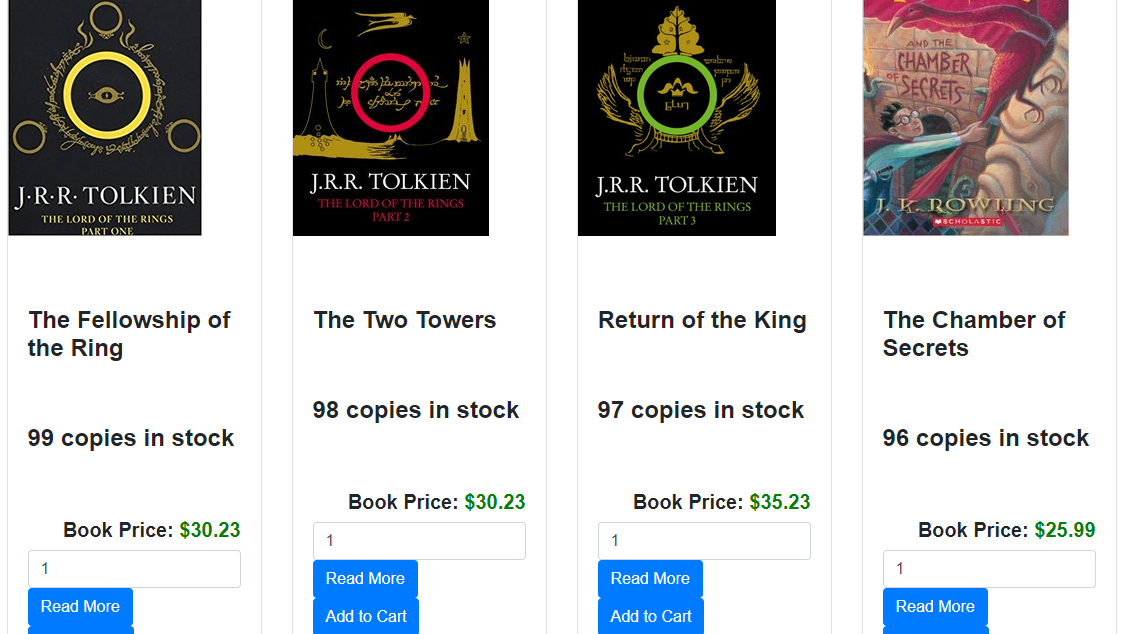 J·R·R· TOLKIEN
THE LORD OF THE RINGS
PART ONE
The Fellowship of
the Ring
99 copies in stock
Book Price: $30.23
1
Read More
J.R.R. TOLKIEN
THE LORD OF THE RINGS
PART 2
The Two Towers
98 copies in stock
Book Price: $30.23
1
Read More
Add to Cart
J.R.R. TOLKIEN
THE LORD OF THE RINGS
PART 3
Return of the King
97 copies in stock
Book Price: $35.23
1
Read More
Add to Cart
AND THE
CHAMBER
OF
SECRETS
J. K. ROWLING
SCHOLASTIC
The Chamber of
Secrets
96 copies in stock
Book Price: $25.99
1
Read More